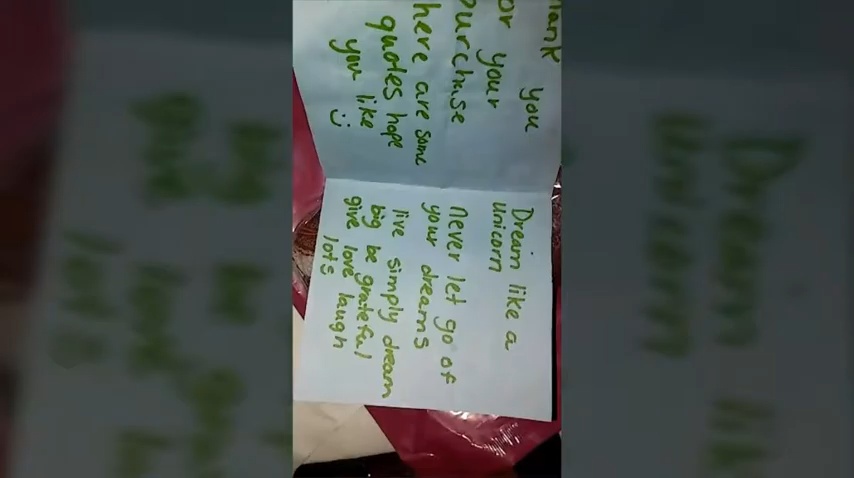 hank you
or your
purchase
here are some
quotes hope
you like :)
Dream like a
unicorn
never let go of
your dreams
live simply dream
big be grateful
give love laugh
lots